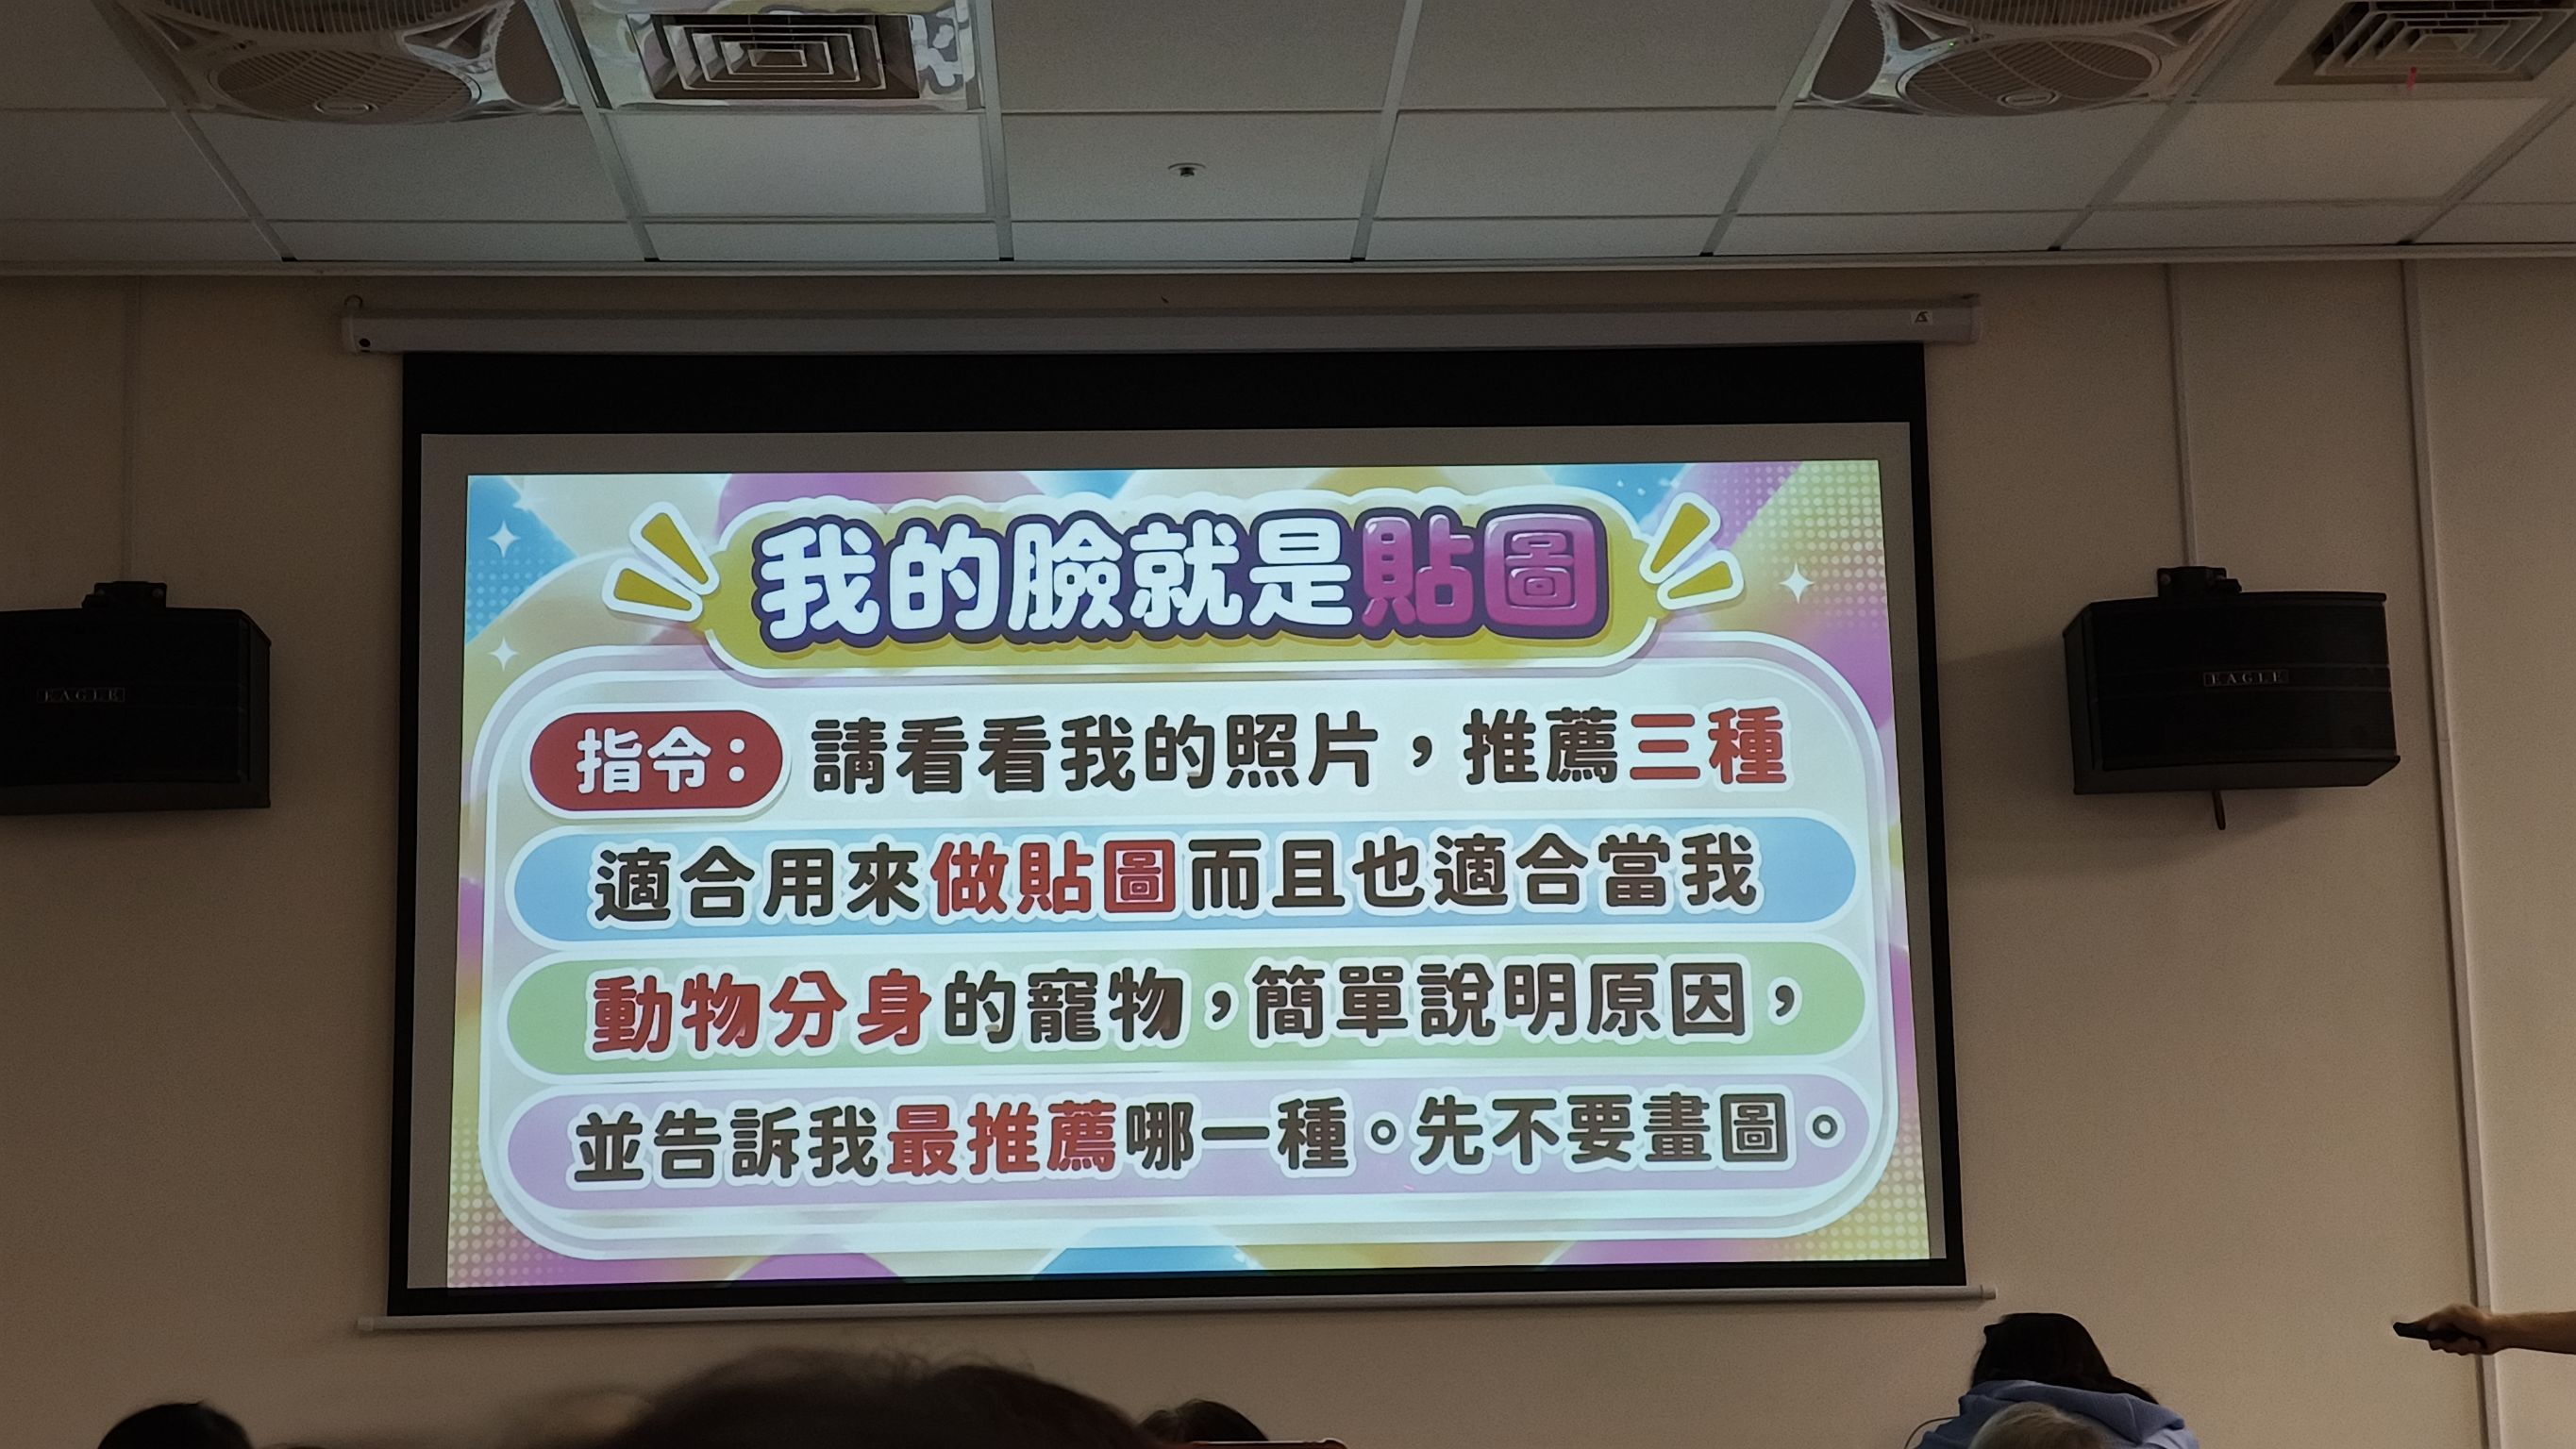 我的臉就是貼圖
指令：請看看我的照片，推薦三種
適合用來做貼圖而且也適合當我
動物分身的寵物，簡單說明原因，
並告訴我最推薦哪一種。先不要畫圖。
EAGLE
EAGLE